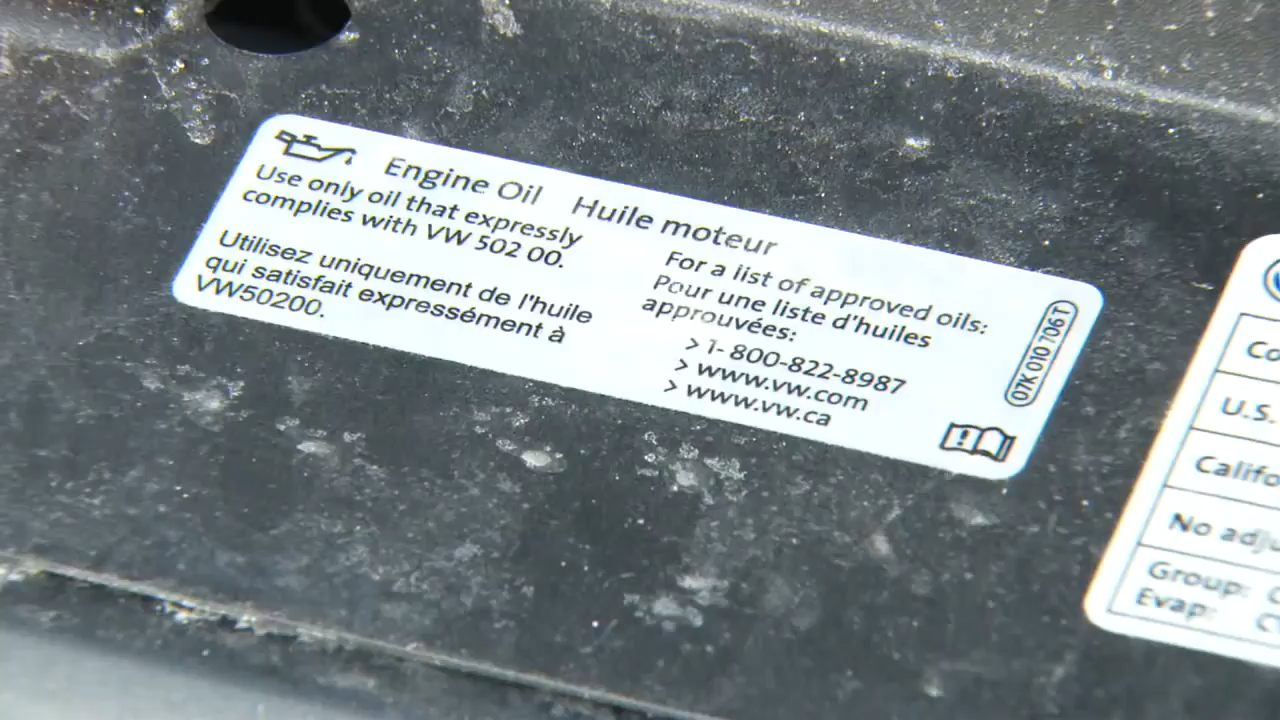 Engine Oil Huile moteur
Use only oil that expressly
complies with VW 502 00.
Utilisez uniquement de l'huile
qui satisfait expressément à
VW50200.
For a list of approved oils:
Pour une liste d'huiles
approuvées:
> 1-800-822-8987
> www.vw.com
> www.vw.ca
07K 010 706 T
Co
U.S.
Califo
No adju
Group:
Evap: